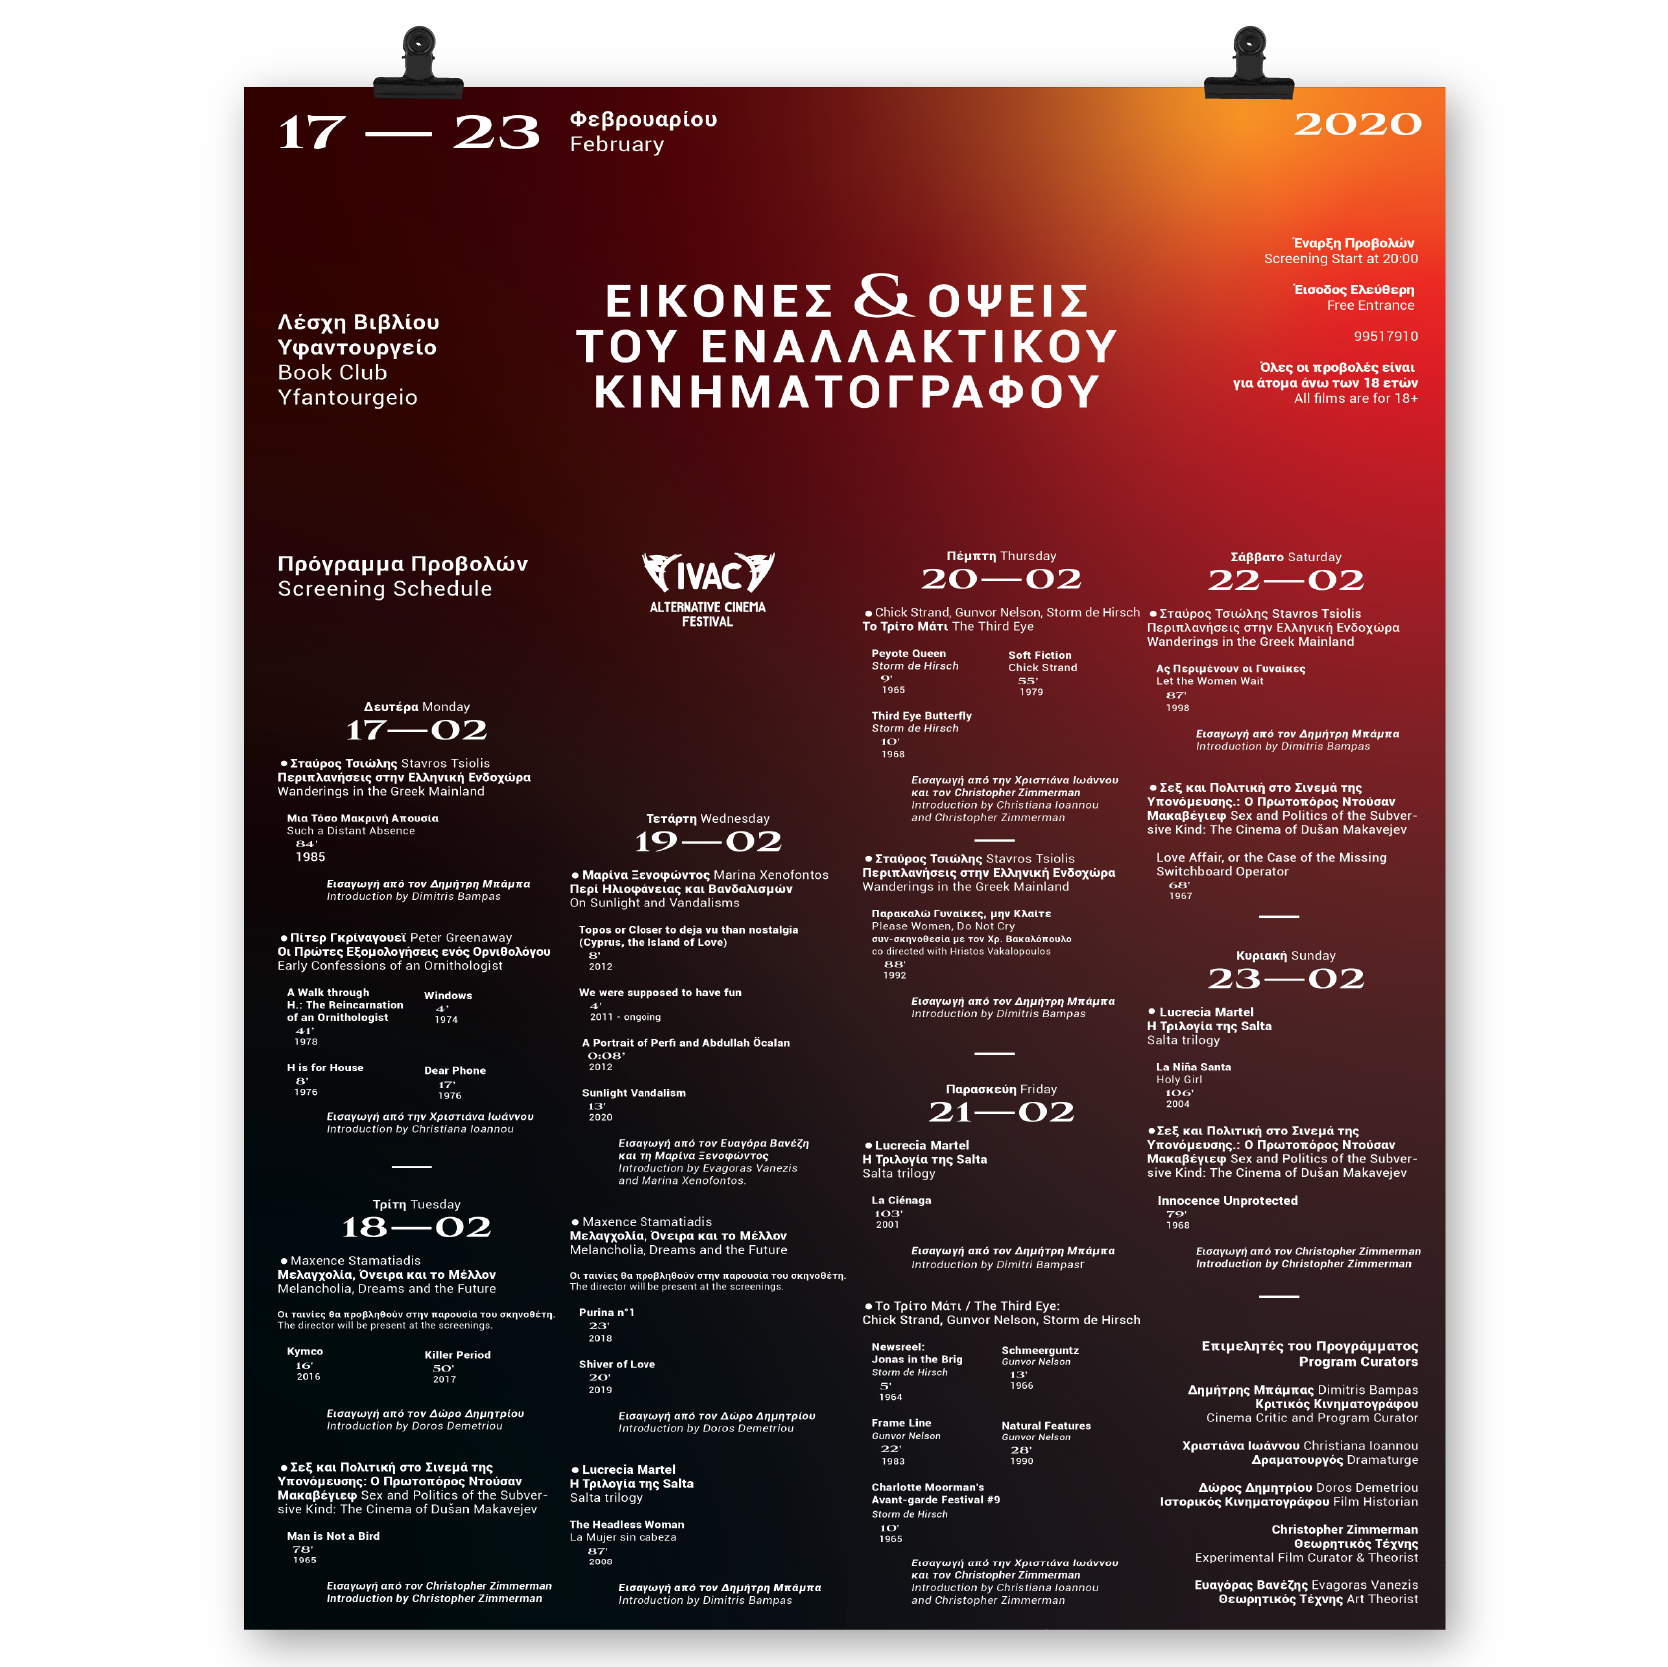 17 — 23
Φεβρουαρίου
February
2020
Έναρξη Προβολών
Screening Start at 20:00
Έισοδος Ελεύθερη
Free Entrance
99517910
Όλες οι προβολές είναι
για άτομα άνω των 18 ετών
All films are for 18+
ΕΙΚΟΝΕΣ & ΟΨΕΙΣ
ΤΟΥ ΕΝΑΛΛΑΚΤΙΚΟΥ
ΚΙΝΗΜΑΤΟΓΡΑΦΟΥ
Λέσχη Βιβλίου
Υφαντουργείο
Book Club
Yfantourgeio
Πρόγραμμα Προβολών
Screening Schedule
IVAC
ALTERNATIVE CINEMA
FESTIVAL
Δευτέρα Monday
17—02
● Σταύρος Τσιώλης Stavros Tsiolis
Περιπλανήσεις στην Ελληνική Ενδοχώρα
Wanderings in the Greek Mainland
Μια Τόσο Μακρινή Απουσία
Such a Distant Absence
84'
1985
Εισαγωγή από τον Δημήτρη Μπάμπα
Introduction by Dimitris Bampas
● Πίτερ Γκρίναγουεϊ Peter Greenaway
Οι Πρώτες Εξομολογήσεις ενός Ορνιθολόγου
Early Confessions of an Ornithologist
A Walk through
H.: The Reincarnation
of an Ornithologist
41'
1978
Windows
4'
1974
H is for House
8'
1976
Dear Phone
17'
1976
Εισαγωγή από την Χριστιάνα Ιωάννου
Introduction by Christiana Ioannou
Τρίτη Tuesday
18—02
● Maxence Stamatiadis
Μελαγχολία, Όνειρα και το Μέλλον
Melancholia, Dreams and the Future
Οι ταινίες θα προβληθούν στην παρουσία του σκηνοθέτη.
The director will be present at the screenings.
Kymco
16'
2016
Killer Period
50'
2017
Εισαγωγή από τον Δώρο Δημητρίου
Introduction by Doros Demetriou
● Σεξ και Πολιτική στο Σινεμά της
Υπονόμευσης: Ο Πρωτοπόρος Ντούσαν
Μακαβέγιεφ Sex and Politics of the Subver-
sive Kind: The Cinema of Dušan Makavejev
Man is Not a Bird
78'
1965
Εισαγωγή από τον Christopher Zimmerman
Introduction by Christopher Zimmerman
Τετάρτη Wednesday
19—02
● Μαρίνα Ξενοφώντος Marina Xenofontos
Περί Ηλιοφάνειας και Βανδαλισμών
On Sunlight and Vandalisms
Topos or Closer to deja vu than nostalgia
(Cyprus, the Island of Love)
8'
2012
We were supposed to have fun
4'
2011 - ongoing
A Portrait of Perfi and Abdullah Öcalan
0:08'
2012
Sunlight Vandalism
13'
2020
Εισαγωγή από τον Ευαγόρα Βανέζη
και τη Μαρίνα Ξενοφώντος
Introduction by Evagoras Vanezis
and Marina Xenofontos.
● Maxence Stamatiadis
Μελαγχολία, Όνειρα και το Μέλλον
Melancholia, Dreams and the Future
Οι ταινίες θα προβληθούν στην παρουσία του σκηνοθέτη.
The director will be present at the screenings.
Purina n°1
23'
2018
Shiver of Love
20'
2019
Εισαγωγή από τον Δώρο Δημητρίου
Introduction by Doros Demetriou
● Lucrecia Martel
Η Τριλογία της Salta
Salta trilogy
The Headless Woman
La Mujer sin cabeza
87'
2008
Εισαγωγή από τον Δημήτρη Μπάμπα
Introduction by Dimitris Bampas
Πέμπτη Thursday
20—02
● Chick Strand, Gunvor Nelson, Storm de Hirsch
Το Τρίτο Μάτι The Third Eye
Peyote Queen
Storm de Hirsch
9'
1965
Soft Fiction
Chick Strand
55'
1979
Third Eye Butterfly
Storm de Hirsch
10'
1968
Εισαγωγή από την Χριστιάνα Ιωάννου
και τον Christopher Zimmerman
Introduction by Christiana Ioannou
and Christopher Zimmerman
● Σταύρος Τσιώλης Stavros Tsiolis
Περιπλανήσεις στην Ελληνική Ενδοχώρα
Wanderings in the Greek Mainland
Παρακαλώ Γυναίκες, μην Κλαίτε
Please Women, Do Not Cry
συν-σκηνοθεσία με τον Χρ. Βακαλόπουλο
co directed with Hristos Vakalopoulos
88'
1992
Εισαγωγή από τον Δημήτρη Μπάμπα
Introduction by Dimitris Bampas
Παρασκεύη Friday
21—02
● Lucrecia Martel
Η Τριλογία της Salta
Salta trilogy
La Ciénaga
103'
2001
Εισαγωγή από τον Δημήτρη Μπάμπα
Introduction by Dimitri Bampasr
● Το Τρίτο Μάτι / The Third Eye:
Chick Strand, Gunvor Nelson, Storm de Hirsch
Newsreel:
Jonas in the Brig
Storm de Hirsch
5'
1964
Schmeerguntz
Gunvor Nelson
13'
1966
Frame Line
Gunvor Nelson
22'
1983
Natural Features
Gunvor Nelson
28'
1990
Charlotte Moorman's
Avant-garde Festival #9
Storm de Hirsch
10'
1965
Εισαγωγή από την Χριστιάνα Ιωάννου
και τον Christopher Zimmerman
Introduction by Christiana Ioannou
and Christopher Zimmerman
Σάββατο Saturday
22—02
● Σταύρος Τσιώλης Stavros Tsiolis
Περιπλανήσεις στην Ελληνική Ενδοχώρα
Wanderings in the Greek Mainland
Ας Περιμένουν οι Γυναίκες
Let the Women Wait
87'
1998
Εισαγωγή από τον Δημήτρη Μπάμπα
Introduction by Dimitris Bampas
● Σεξ και Πολιτική στο Σινεμά της
Υπονόμευσης.: Ο Πρωτοπόρος Ντούσαν
Μακαβέγιεφ Sex and Politics of the Subver-
sive Kind: The Cinema of Dušan Makavejev
Love Affair, or the Case of the Missing
Switchboard Operator
68'
1967
Κυριακή Sunday
23—02
● Lucrecia Martel
Η Τριλογία της Salta
Salta trilogy
La Niña Santa
Holy Girl
106'
2004
● Σεξ και Πολιτική στο Σινεμά της
Υπονόμευσης.: Ο Πρωτοπόρος Ντούσαν
Μακαβέγιεφ Sex and Politics of the Subver-
sive Kind: The Cinema of Dušan Makavejev
Innocence Unprotected
79'
1968
Εισαγωγή από τον Christopher Zimmerman
Introduction by Christopher Zimmerman
Επιμελητές του Προγράμματος
Program Curators
Δημήτρης Μπάμπας Dimitris Bampas
Κριτικός Κινηματογράφου
Cinema Critic and Program Curator
Χριστιάνα Ιωάννου Christiana Ioannou
Δραματουργός Dramaturge
Δώρος Δημητρίου Doros Demetriou
Ιστορικός Κινηματογράφου Film Historian
Christopher Zimmerman
Θεωρητικός Τέχνης
Experimental Film Curator & Theorist
Ευαγόρας Βανέζης Evagoras Vanezis
Θεωρητικός Τέχνης Art Theorist